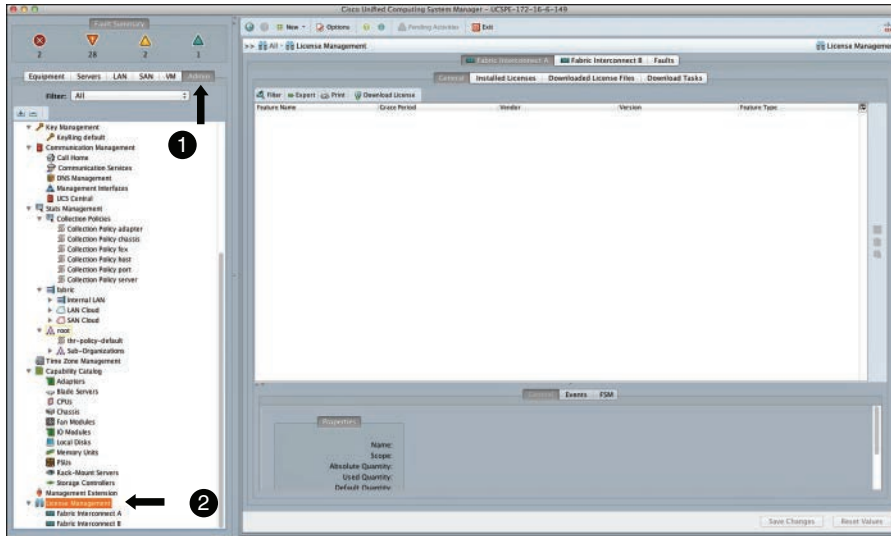 Cisco Unified Computing System Manager - UCSPE-172-16-6-149
Fault Summary
2 28 2 1
Equipment Servers LAN SAN VM Admin
Filter: All
1
Key Management
KeyRing default
Communication Management
Call Home
Communication Services
DNS Management
Management Interfaces
UCS Central
Stats Management
Collection Policies
Collection Policy adapter
Collection Policy chassis
Collection Policy fex
Collection Policy host
Collection Policy port
Collection Policy server
fabric
Internal LAN
LAN Cloud
SAN Cloud
root
thr-policy-default
Sub-Organizations
Time Zone Management
Capability Catalog
Adapters
Blade Servers
CPUs
Chassis
Fan Modules
IO Modules
Local Disks
Memory Units
PSUs
Rack-Mount Servers
Storage Controllers
Management Extension
License Management
2
Fabric Interconnect A
Fabric Interconnect B
New Options Pending Activities Exit
>> All License Management License Managem
Fabric Interconnect A Fabric Interconnect B Faults
General Installed Licenses Downloaded License Files Download Tasks
Filter Export Print Download License
Feature Name Grace Period Vendor Version Feature Type
General Events FSM
Properties
Name:
Scope:
Absolute Quantity:
Used Quantity:
Default Quantity:
Save Changes Reset Values